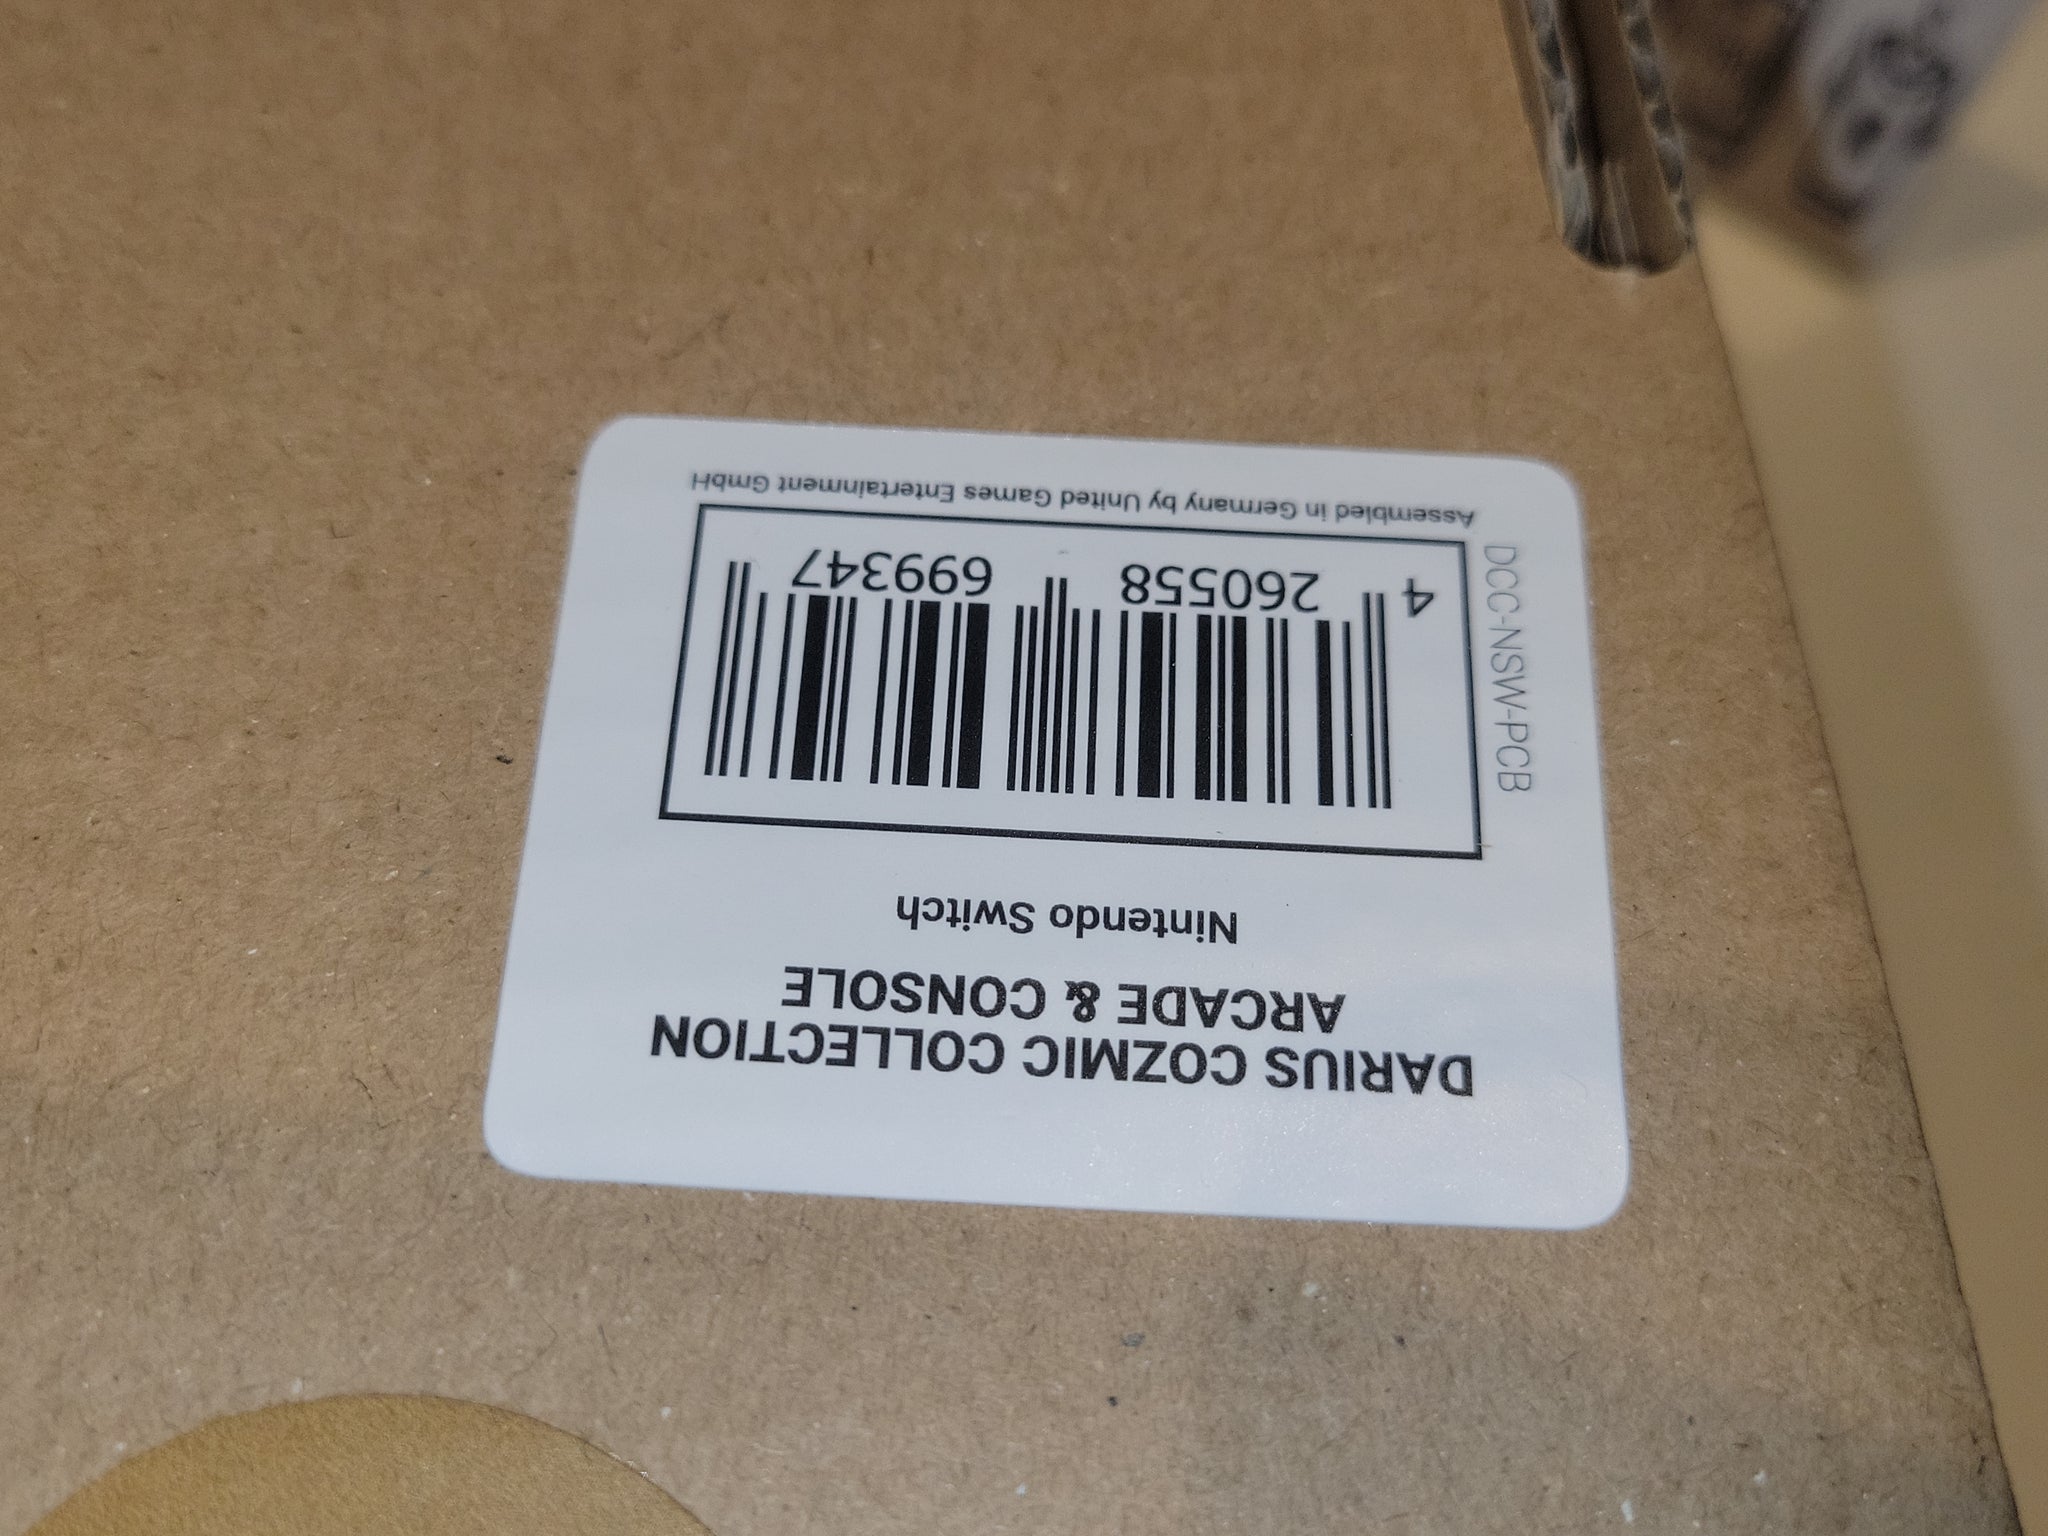 DARIUS COZMIC COLLECTION
ARCADE & CONSOLE
Nintendo Switch
4 260558 699347
DCC-NSW-PCB
Assembled in Germany by United Games Entertainment GmbH